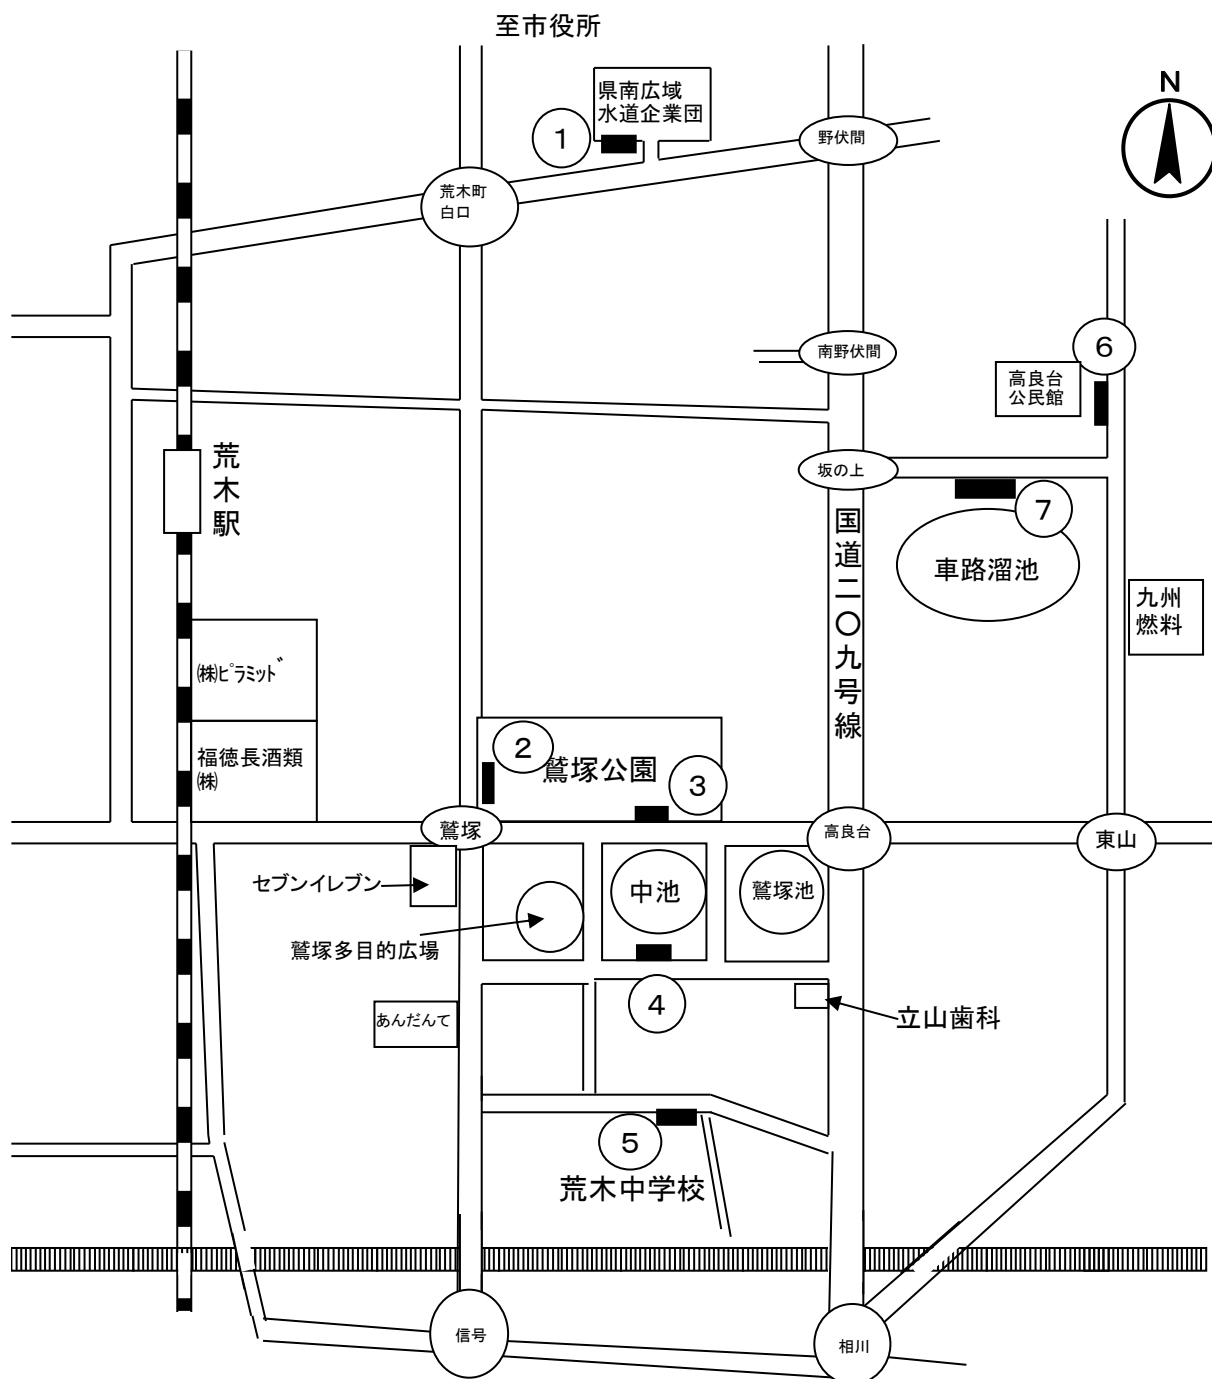 至市役所
N
県南広域
水道企業団
1
野伏間
荒木町
白口
南野伏間
6
高良台
公民館
荒木駅
坂の上
7
国道二〇九号線
車路溜池
九州
燃料
㈱ピラミッド
福徳長酒類
㈱
2
鷲塚公園
3
鷲塚
高良台
東山
セブンイレブン
中池
鷲塚池
鷲塚多目的広場
4
あんだんて
立山歯科
5
荒木中学校
信号
相川